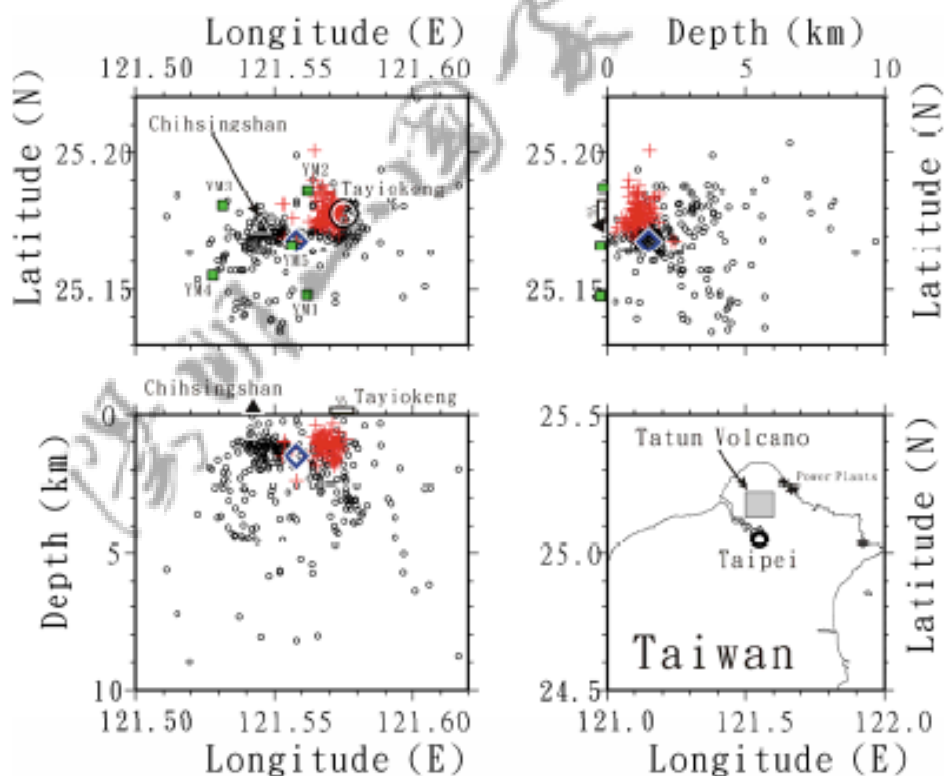 Longitude (E)
121.50 121.55 121.60
Depth (km)
0 5 10
Latitude (N)
25.20
25.15
Chihsingshan
YM3
YM2
Tayiokeng
YM5
YM4
YM1
Latitude (N)
25.20
25.15
Chihsingshan
Tayiokeng
Depth (km)
0
5
10
121.50 121.55 121.60
Longitude (E)
25.5
25.0
24.5
Tatun Volcano
Power Plants
Taipei
Taiwan
Latitude (N)
121.0 121.5 122.0
Longitude (E)